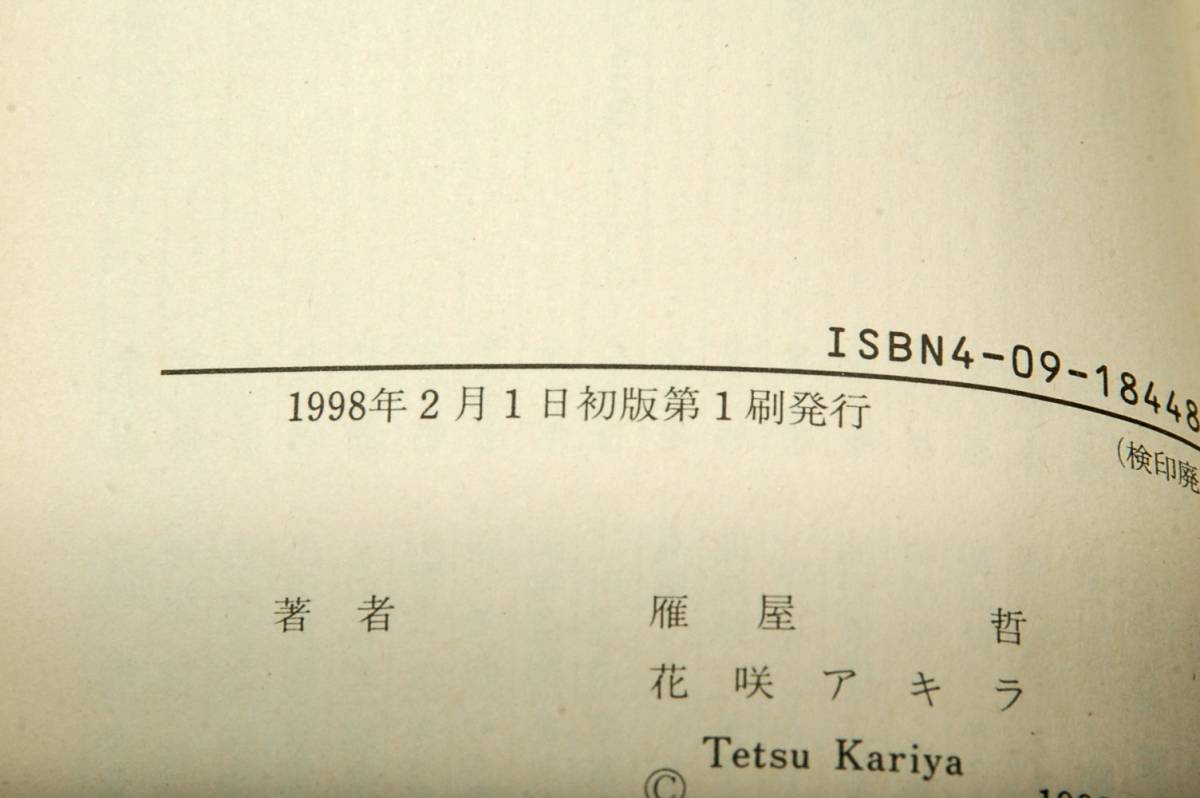 ISBN4-09-18448
1998年2月1日初版第1刷発行
(検印廃
著者 雁屋 哲
花咲アキラ
© Tetsu Kariya